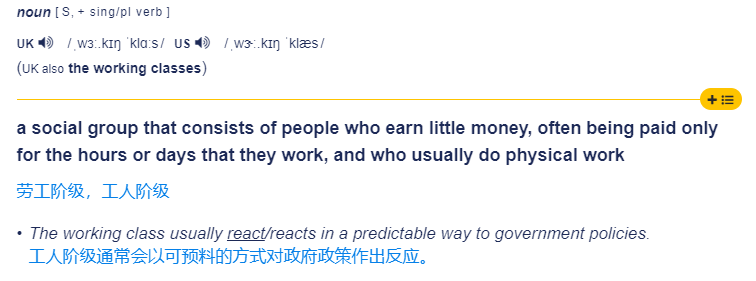 noun [ S, + sing/pl verb ]
UK /ˌwɜː.kɪŋ ˈklɑːs/ US /ˌwɝː.kɪŋ ˈklæs/
(UK also the working classes)
a social group that consists of people who earn little money, often being paid only
for the hours or days that they work, and who usually do physical work
劳工阶级，工人阶级
• The working class usually react/reacts in a predictable way to government policies.
工人阶级通常会以可预料的方式对政府政策作出反应。